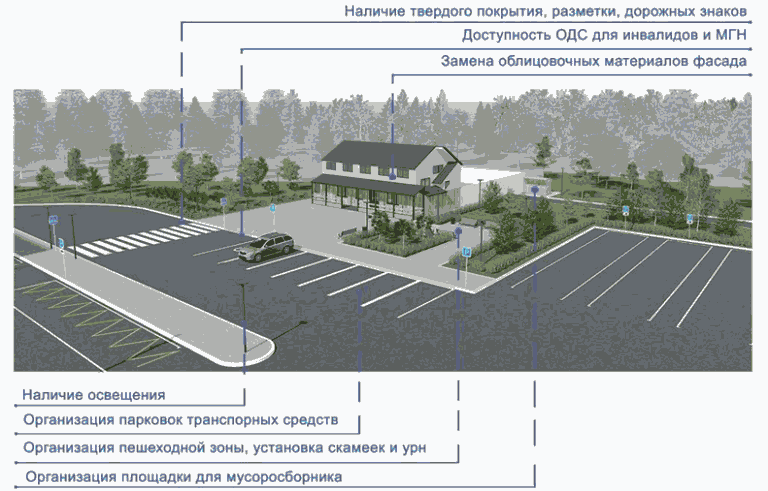 Наличие твердого покрытия, разметки, дорожных знаков
Доступность ОДС для инвалидов и МГН
Замена облицовочных материалов фасада
Наличие освещения
Организация парковок транспорных средств
Организация пешеходной зоны, установка скамеек и урн
Организация площадки для мусоросборника